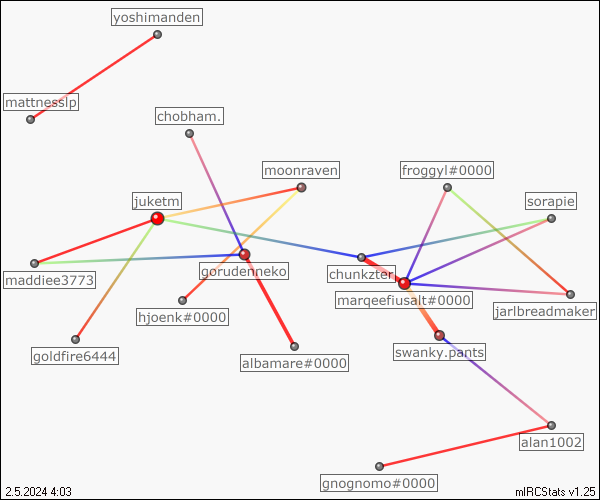 yoshimanden
mattnesslp
chobham.
moonraven
froggyl#0000
juketm
sorapie
gorudenneko
chunkzter
maddiee3773
marqeefiusalt#0000
hjoenk#0000
jarlbreadmaker
goldfire6444
albamare#0000
swanky.pants
alan1002
gnognomo#0000
2.5.2024 4:03
mIRCStats v1.25